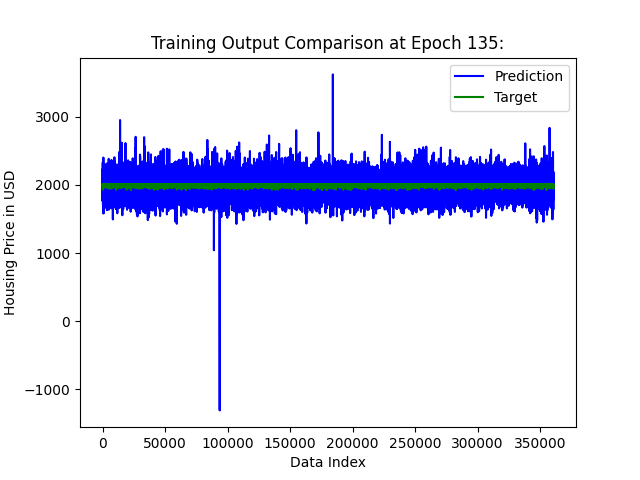 Training Output Comparison at Epoch 135:
Prediction
Target
3000
2000
1000
0
−1000
Housing Price in USD
0
50000
100000
150000
200000
250000
300000
350000
Data Index